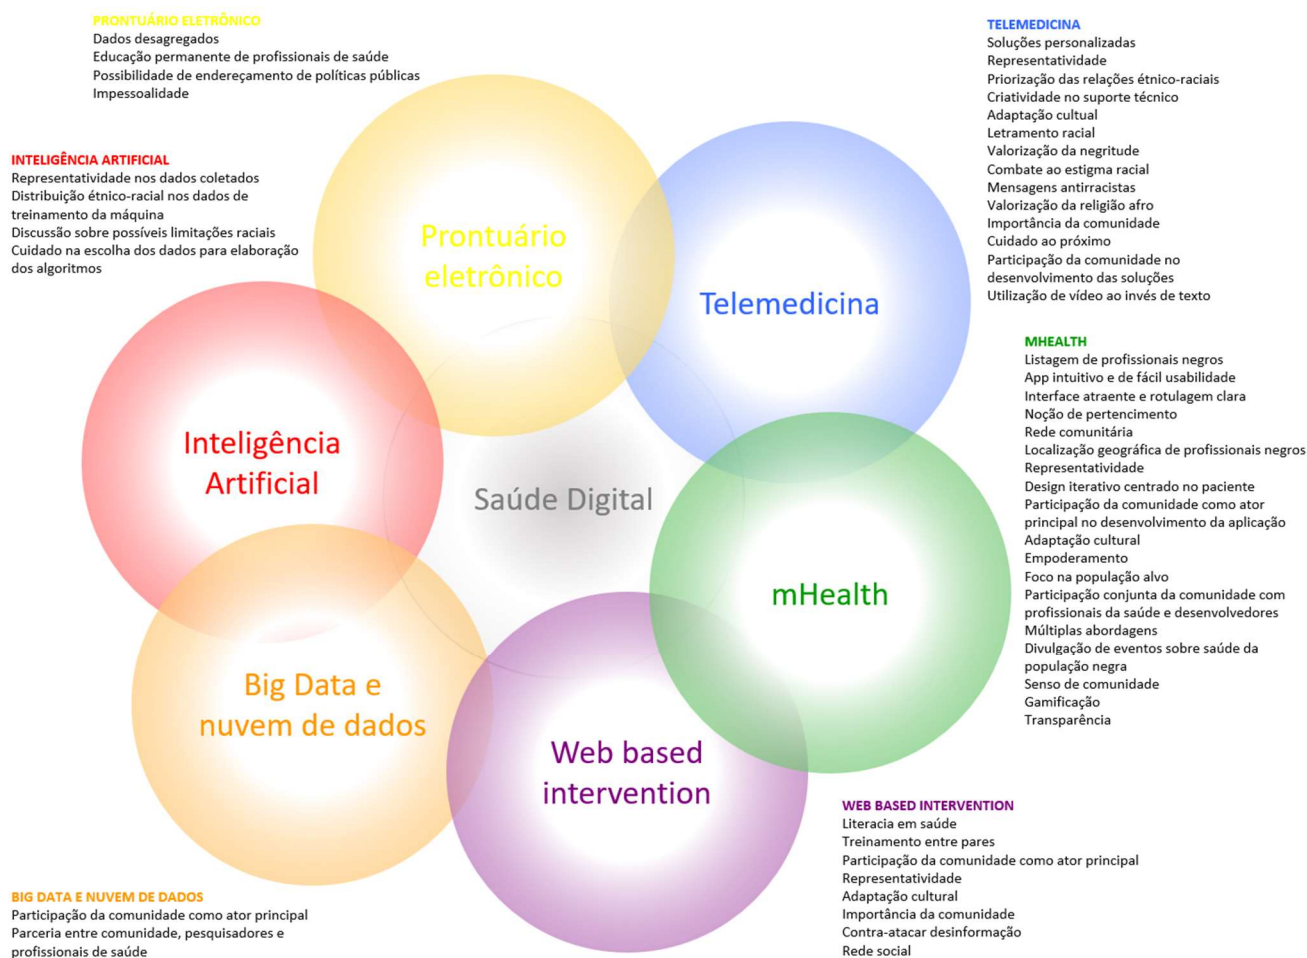 PRONTUÁRIO ELETRÔNICO
Dados desagregados
Educação permanente de profissionais de saúde
Possibilidade de endereçamento de políticas públicas
Impessoalidade
TELEMEDICINA
Soluções personalizadas
Representatividade
Priorização das relações étnico-raciais
Criatividade no suporte técnico
Adaptação cultual
Letramento racial
Valorização da negritude
Combate ao estigma racial
Mensagens antirracistas
Valorização da religião afro
Importância da comunidade
Cuidado ao próximo
Participação da comunidade no
desenvolvimento das soluções
Utilização de vídeo ao invés de texto
INTELIGÊNCIA ARTIFICIAL
Representatividade nos dados coletados
Distribuição étnico-racial nos dados de
treinamento da máquina
Discussão sobre possíveis limitações raciais
Cuidado na escolha dos dados para elaboração
dos algoritmos
Prontuário
eletrônico
Telemedicina
Inteligência
Artificial
Saúde Digital
mHealth
Big Data e
nuvem de dados
Web based
intervention
MHEALTH
Listagem de profissionais negros
App intuitivo e de fácil usabilidade
Interface atraente e rotulagem clara
Noção de pertencimento
Rede comunitária
Localização geográfica de profissionais negros
Representatividade
Design iterativo centrado no paciente
Participação da comunidade como ator
principal no desenvolvimento da aplicação
Adaptação cultural
Empoderamento
Foco na população alvo
Participação conjunta da comunidade com
profissionais da saúde e desenvolvedores
Múltiplas abordagens
Divulgação de eventos sobre saúde da
população negra
Senso de comunidade
Gamificação
Transparência
WEB BASED INTERVENTION
Literacia em saúde
Treinamento entre pares
Participação da comunidade como ator principal
Representatividade
Adaptação cultural
Importância da comunidade
Contra-atacar desinformação
Rede social
BIG DATA E NUVEM DE DADOS
Participação da comunidade como ator principal
Parceria entre comunidade, pesquisadores e
profissionais de saúde